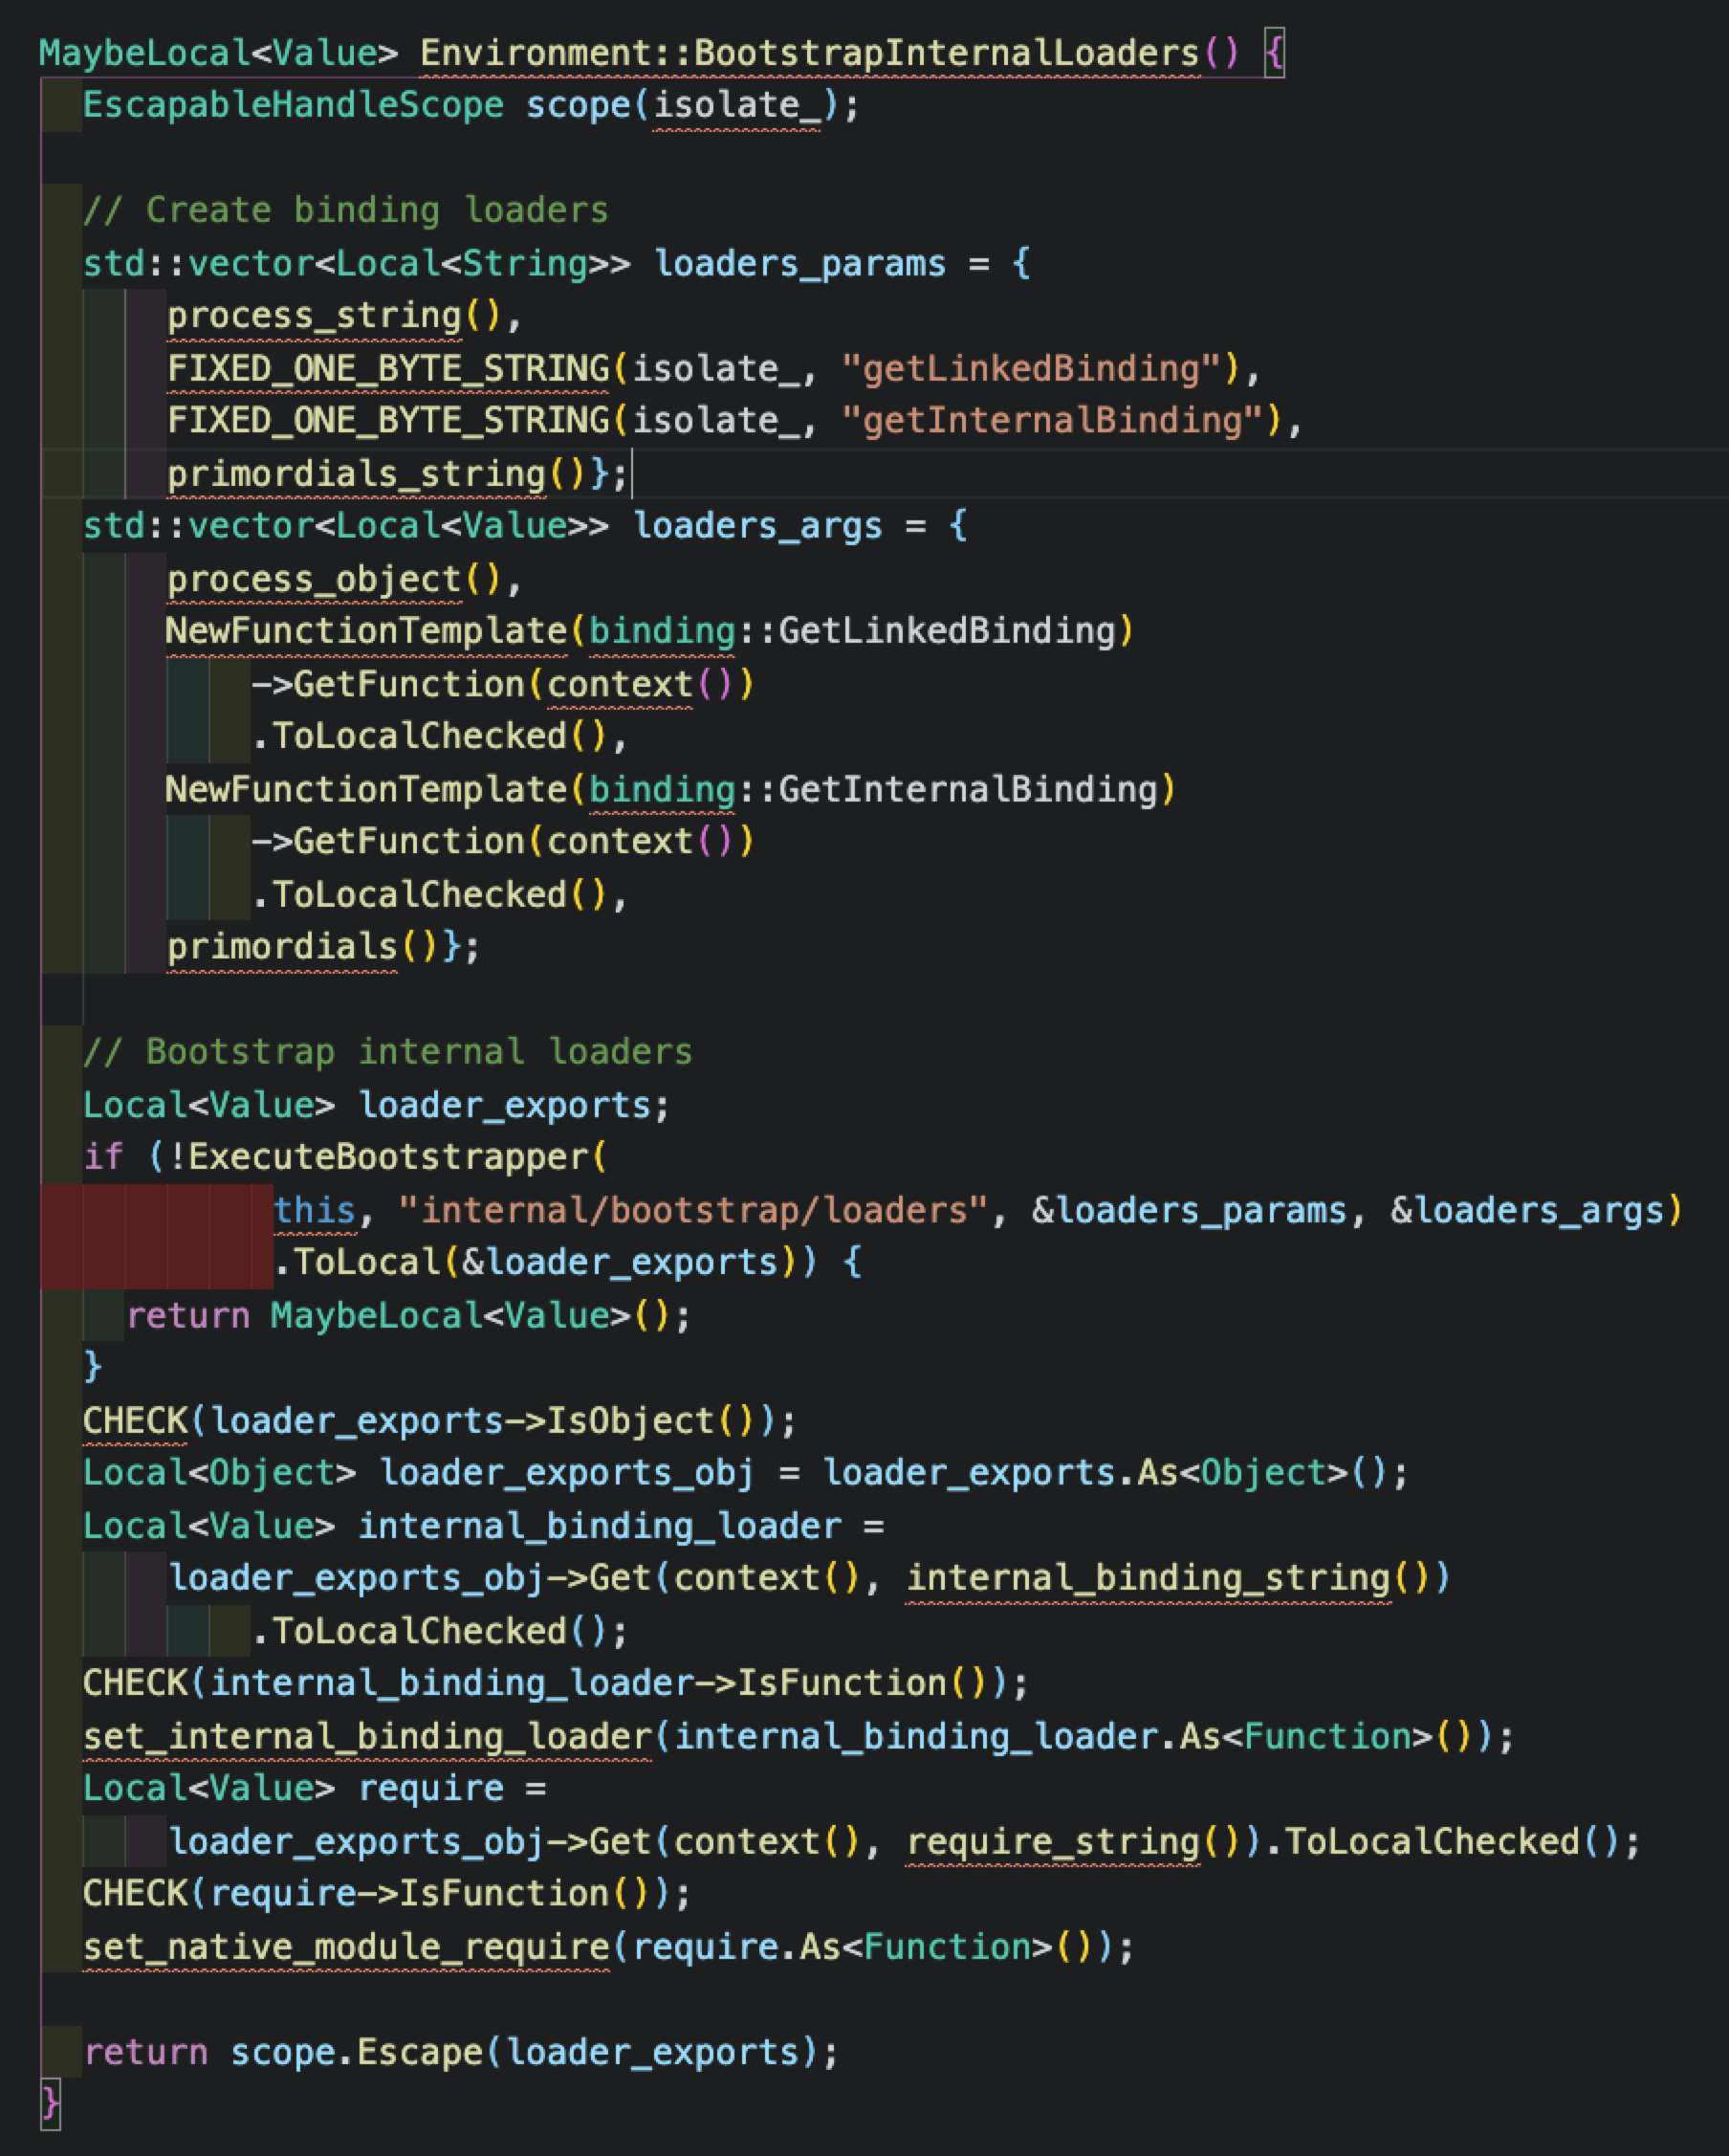 MaybeLocal<Value> Environment::BootstrapInternalLoaders() {
  EscapableHandleScope scope(isolate_);

  // Create binding loaders
  std::vector<Local<String>> loaders_params = {
      process_string(),
      FIXED_ONE_BYTE_STRING(isolate_, "getLinkedBinding"),
      FIXED_ONE_BYTE_STRING(isolate_, "getInternalBinding"),
      primordials_string()};
  std::vector<Local<Value>> loaders_args = {
      process_object(),
      NewFunctionTemplate(binding::GetLinkedBinding)
          ->GetFunction(context())
          .ToLocalChecked(),
      NewFunctionTemplate(binding::GetInternalBinding)
          ->GetFunction(context())
          .ToLocalChecked(),
      primordials()};

  // Bootstrap internal loaders
  Local<Value> loader_exports;
  if (!ExecuteBootstrapper(
           this, "internal/bootstrap/loaders", &loaders_params, &loaders_args)
           .ToLocal(&loader_exports)) {
    return MaybeLocal<Value>();
  }
  CHECK(loader_exports->IsObject());
  Local<Object> loader_exports_obj = loader_exports.As<Object>();
  Local<Value> internal_binding_loader =
      loader_exports_obj->Get(context(), internal_binding_string())
          .ToLocalChecked();
  CHECK(internal_binding_loader->IsFunction());
  set_internal_binding_loader(internal_binding_loader.As<Function>());
  Local<Value> require =
      loader_exports_obj->Get(context(), require_string()).ToLocalChecked();
  CHECK(require->IsFunction());
  set_native_module_require(require.As<Function>());

  return scope.Escape(loader_exports);
}